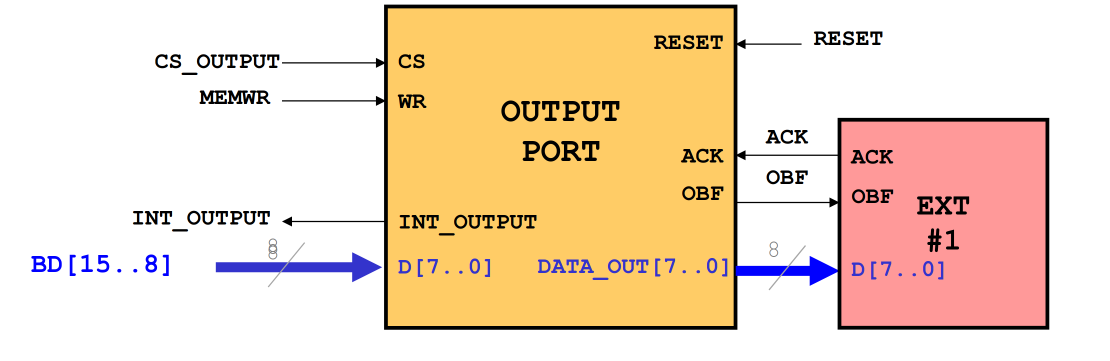 RESET
RESET
CS_OUTPUT
CS
MEMWR
WR
OUTPUT
PORT
ACK
ACK
ACK
OBF
OBF
OBF
EXT
#1
INT_OUTPUT
INT_OUTPUT
8
8
8
BD[15..8]
D[7..0]
DATA_OUT[7..0]
D[7..0]